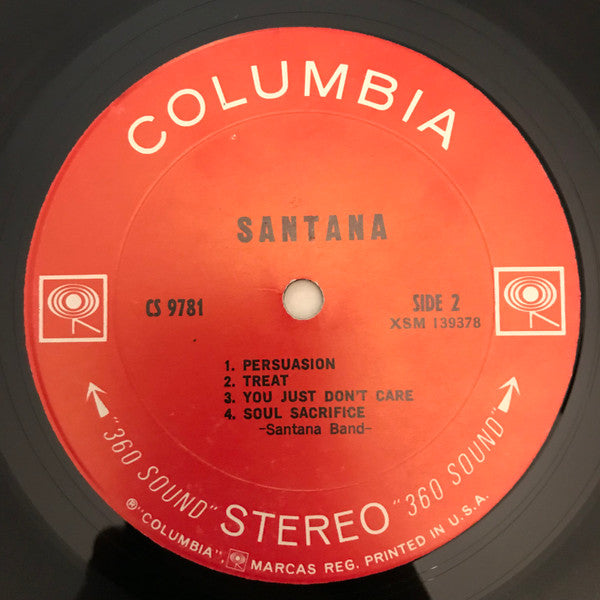 COLUMBIA
SANTANA
CS 9781
SIDE 2
XSM 139378
1. PERSUASION
2. TREAT
3. YOU JUST DON'T CARE
4. SOUL SACRIFICE
-Santana Band-
"360 SOUND" STEREO "360 SOUND"
® "COLUMBIA", MARCAS REG. PRINTED IN U.S.A.